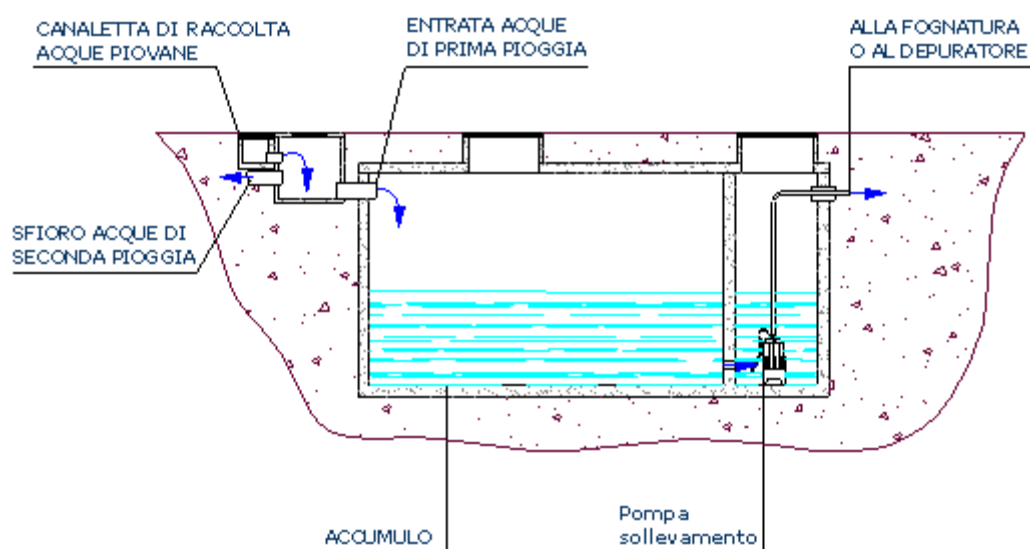 CANALETTA DI RACCOLTA
ACQUE PIOVANE
ENTRATA ACQUE
DI PRIMA PIOGGIA
ALLA FOGNATURA
O AL DEPURATORE
SFIORO ACQUE DI
SECONDA PIOGGIA
ACCUMULO
Pompa
sollevamento